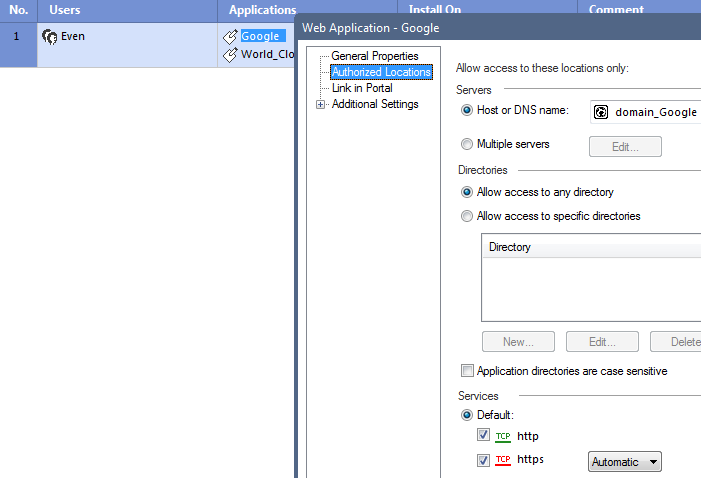 No. Users Applications Install On Comment
Web Application - Google
1 Even Google
World_Clo
General Properties
Authorized Locations
Link in Portal
Additional Settings
Allow access to these locations only:
Servers
Host or DNS name: domain_Google
Multiple servers Edit...
Directories
Allow access to any directory
Allow access to specific directories
Directory
New... Edit... Delete
Application directories are case sensitive
Services
Default:
TCP http
TCP https Automatic